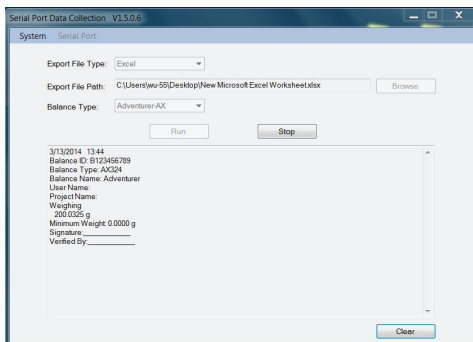 Serial Port Data Collection V1.5.0.6
System Serial Port
Export File Type: Excel
Export File Path: C:\Users\wu-55\Desktop\New Microsoft Excel Worksheet.xlsx Browse
Balance Type: Adventurer-AX
Run Stop
3/13/2014 13:44
Balance ID: B123456789
Balance Type: AX324
Balance Name: Adventurer
User Name:
Project Name:
Weighing
200.0325 g
Minimum Weight: 0.0000 g
Signature:___________
Verified By:___________
Clear